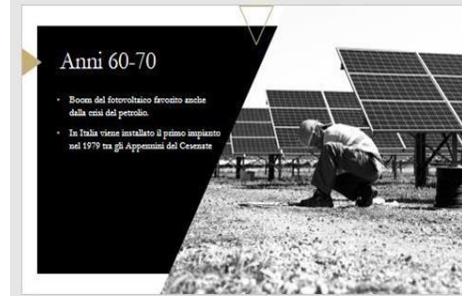 Anni 60-70
Boom del fotovoltaico favorito anche
dalla crisi del petrolio.
In Italia viene installato il primo impianto
nel 1979 tra gli Appennini del Cesenate